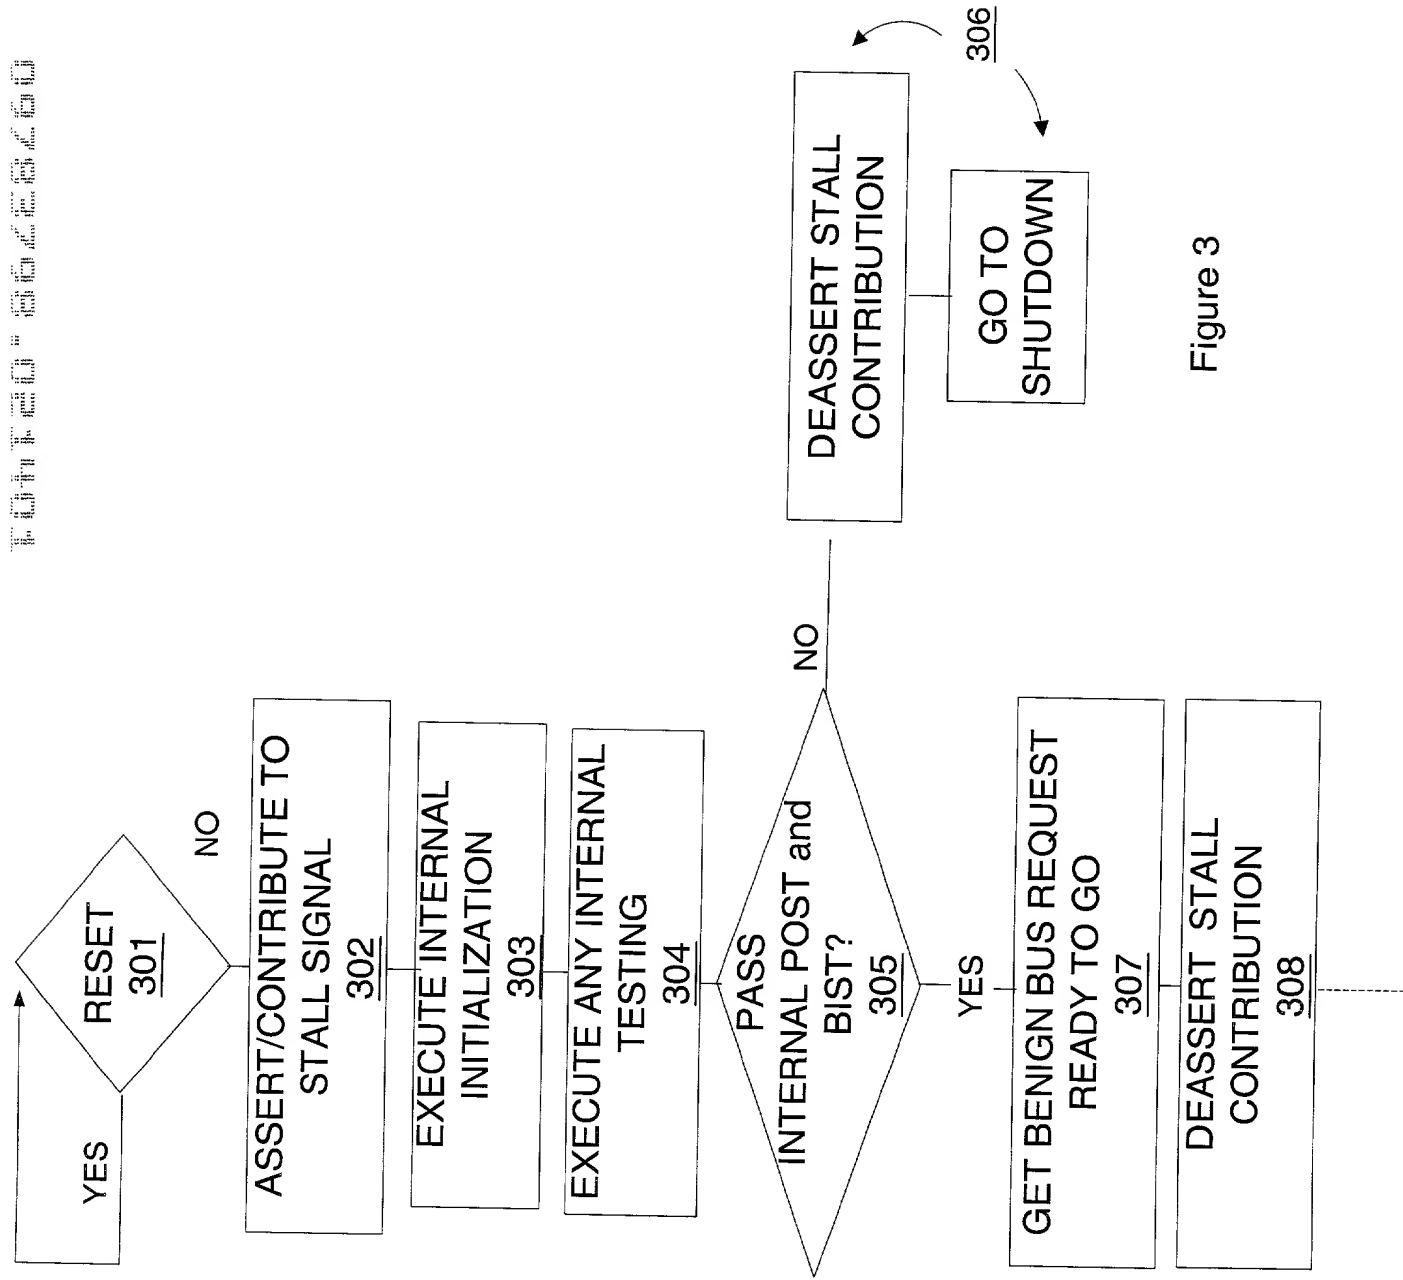 YES
RESET
301
NO
ASSERT/CONTRIBUTE TO
STALL SIGNAL
302
EXECUTE INTERNAL
INITIALIZATION
303
EXECUTE ANY INTERNAL
TESTING
304
PASS
INTERNAL POST and
BIST?
305
NO
DEASSERT STALL
CONTRIBUTION
GO TO
SHUTDOWN
306
YES
GET BENIGN BUS REQUEST
READY TO GO
307
DEASSERT STALL
CONTRIBUTION
308
Figure 3